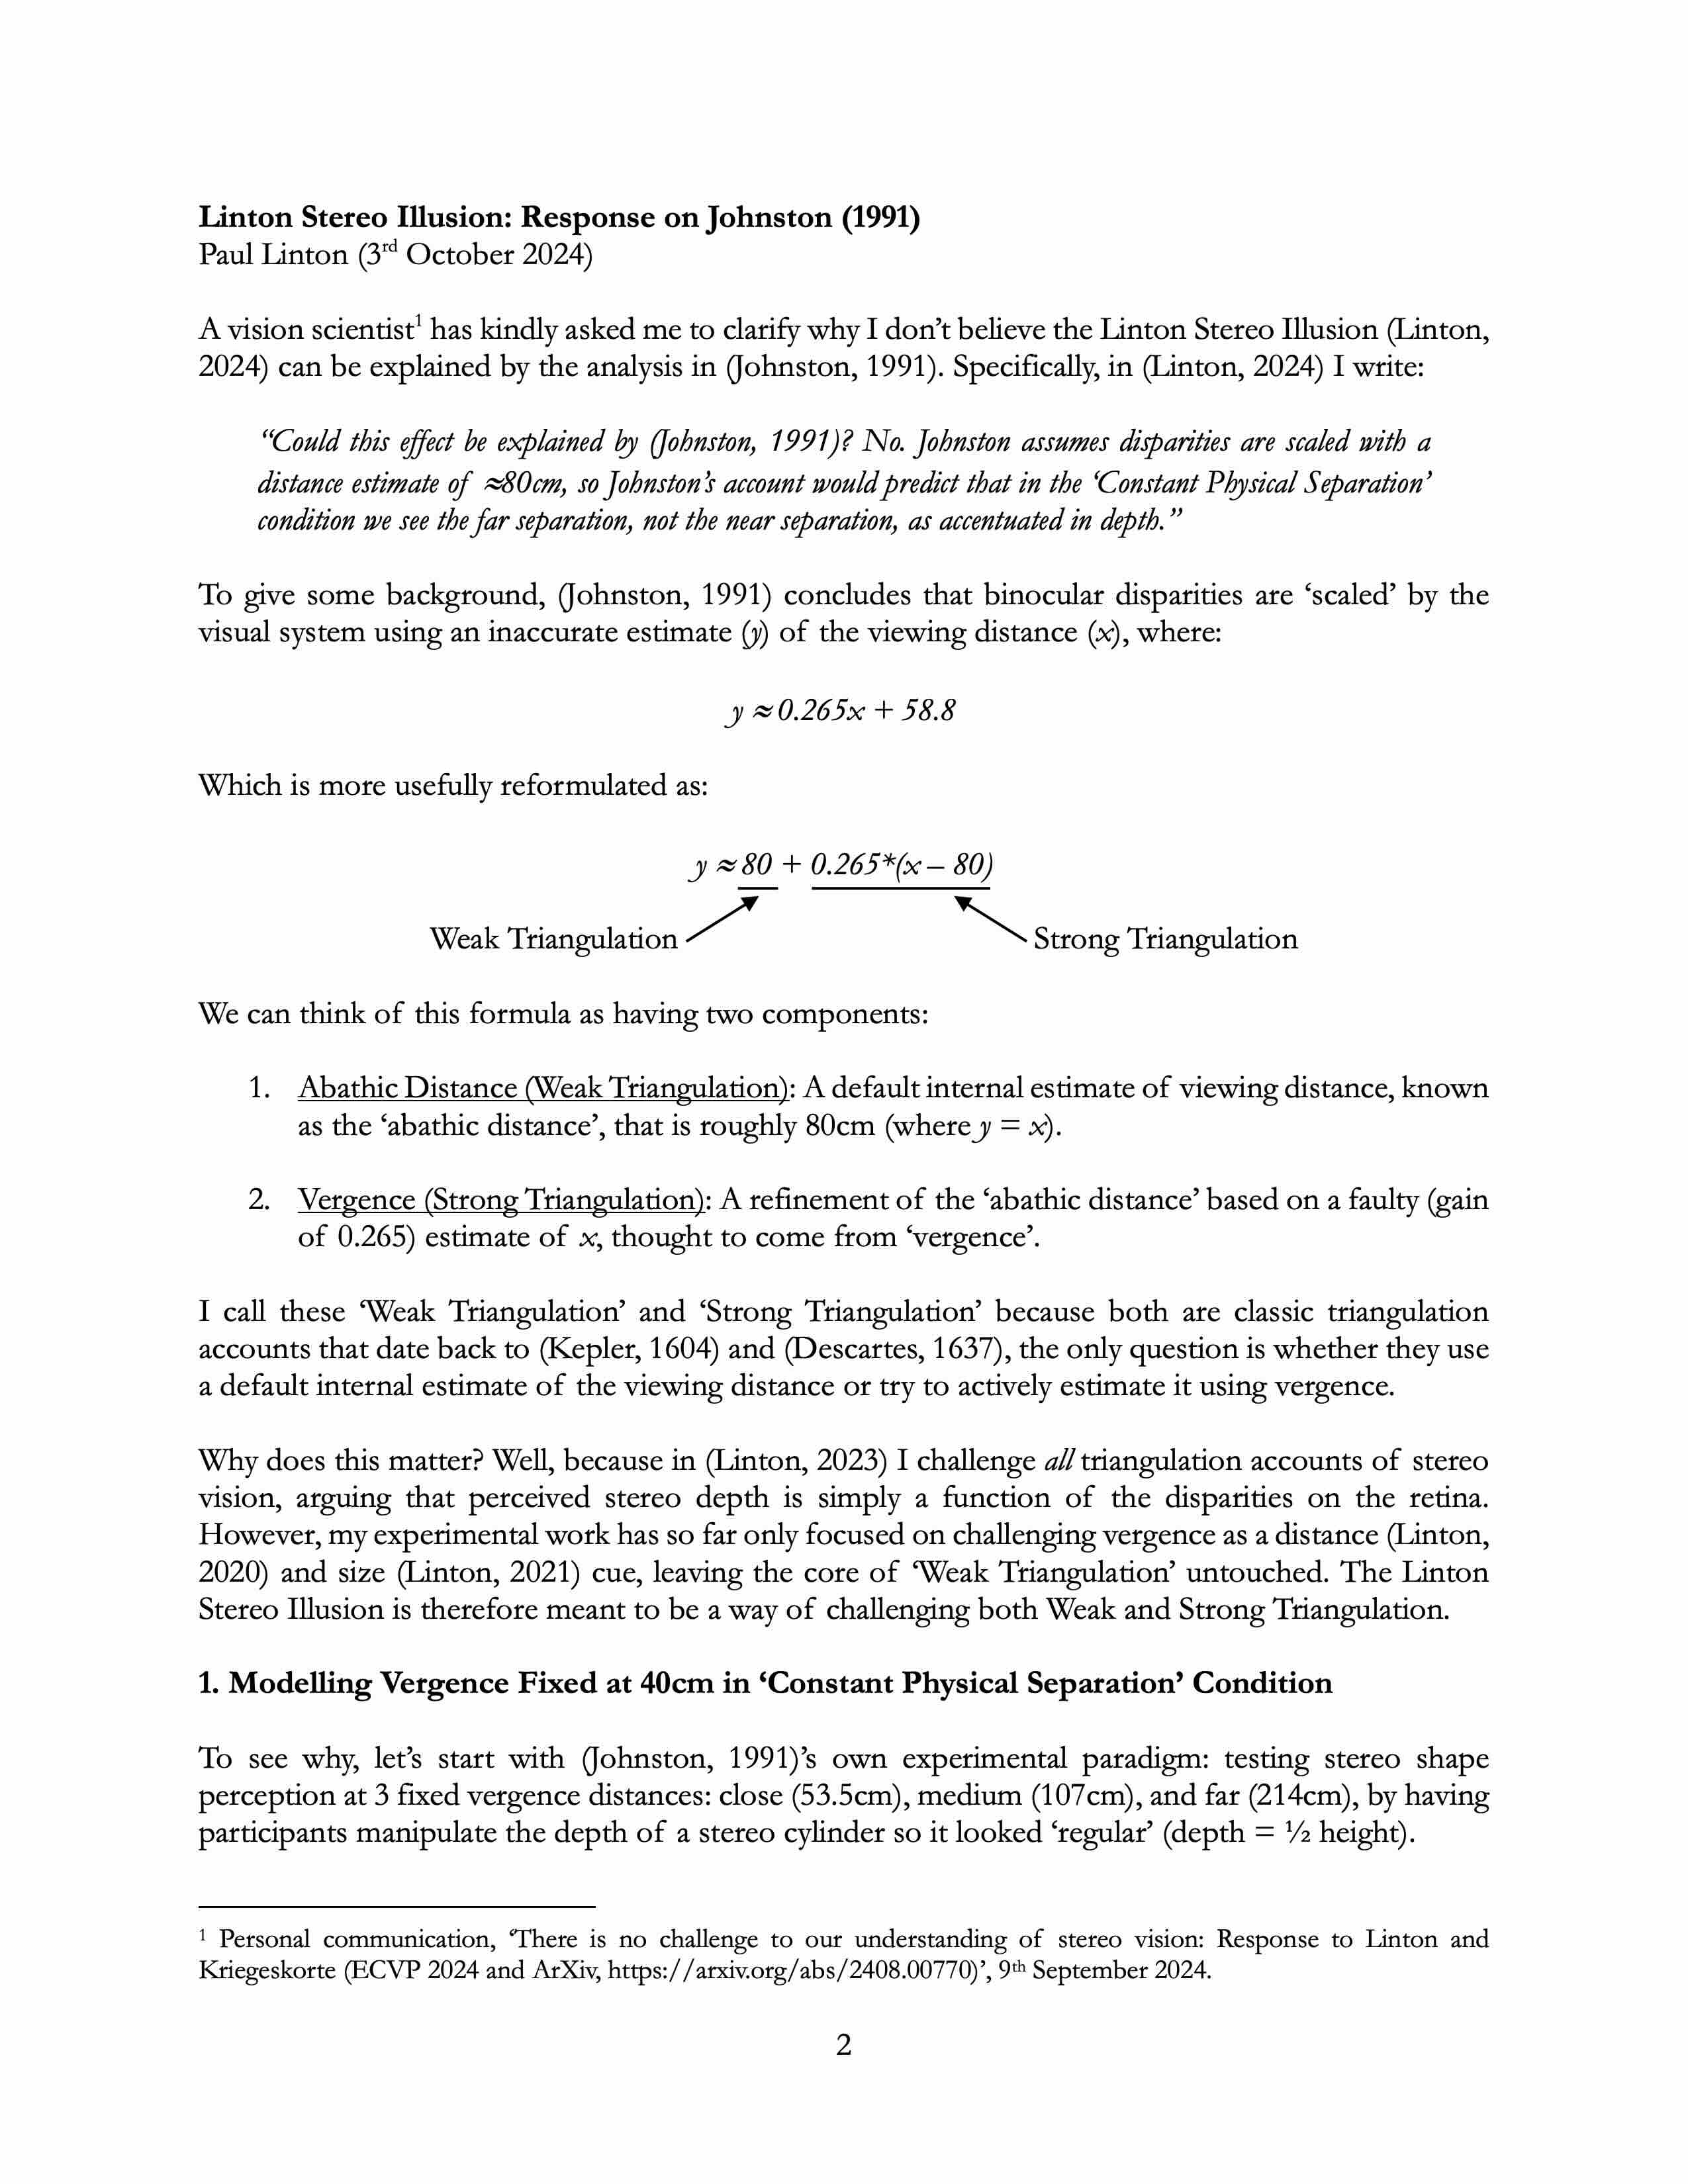 Linton Stereo Illusion: Response on Johnston (1991)
Paul Linton (3rd October 2024)
A vision scientist1 has kindly asked me to clarify why I don’t believe the Linton Stereo Illusion (Linton,
2024) can be explained by the analysis in (Johnston, 1991). Specifically, in (Linton, 2024) I write:
“Could this effect be explained by (Johnston, 1991)? No. Johnston assumes disparities are scaled with a
distance estimate of ≈80cm, so Johnston’s account would predict that in the ‘Constant Physical Separation’
condition we see the far separation, not the near separation, as accentuated in depth.”
To give some background, (Johnston, 1991) concludes that binocular disparities are ‘scaled’ by the
visual system using an inaccurate estimate (y) of the viewing distance (x), where:
y ≈ 0.265x + 58.8
Which is more usefully reformulated as:
y ≈ 80 + 0.265*(x – 80)
Weak Triangulation Strong Triangulation
We can think of this formula as having two components:
1. Abathic Distance (Weak Triangulation): A default internal estimate of viewing distance, known
as the ‘abathic distance’, that is roughly 80cm (where y = x).
2. Vergence (Strong Triangulation): A refinement of the ‘abathic distance’ based on a faulty (gain
of 0.265) estimate of x, thought to come from ‘vergence’.
I call these ‘Weak Triangulation’ and ‘Strong Triangulation’ because both are classic triangulation
accounts that date back to (Kepler, 1604) and (Descartes, 1637), the only question is whether they use
a default internal estimate of the viewing distance or try to actively estimate it using vergence.
Why does this matter? Well, because in (Linton, 2023) I challenge all triangulation accounts of stereo
vision, arguing that perceived stereo depth is simply a function of the disparities on the retina.
However, my experimental work has so far only focused on challenging vergence as a distance (Linton,
2020) and size (Linton, 2021) cue, leaving the core of ‘Weak Triangulation’ untouched. The Linton
Stereo Illusion is therefore meant to be a way of challenging both Weak and Strong Triangulation.
1. Modelling Vergence Fixed at 40cm in ‘Constant Physical Separation’ Condition
To see why, let’s start with (Johnston, 1991)’s own experimental paradigm: testing stereo shape
perception at 3 fixed vergence distances: close (53.5cm), medium (107cm), and far (214cm), by having
participants manipulate the depth of a stereo cylinder so it looked ‘regular’ (depth = ½ height).
1 Personal communication, ‘There is no challenge to our understanding of stereo vision: Response to Linton and
Kriegeskorte (ECVP 2024 and ArXiv, https://arxiv.org/abs/2408.00770)’, 9th September 2024.
2